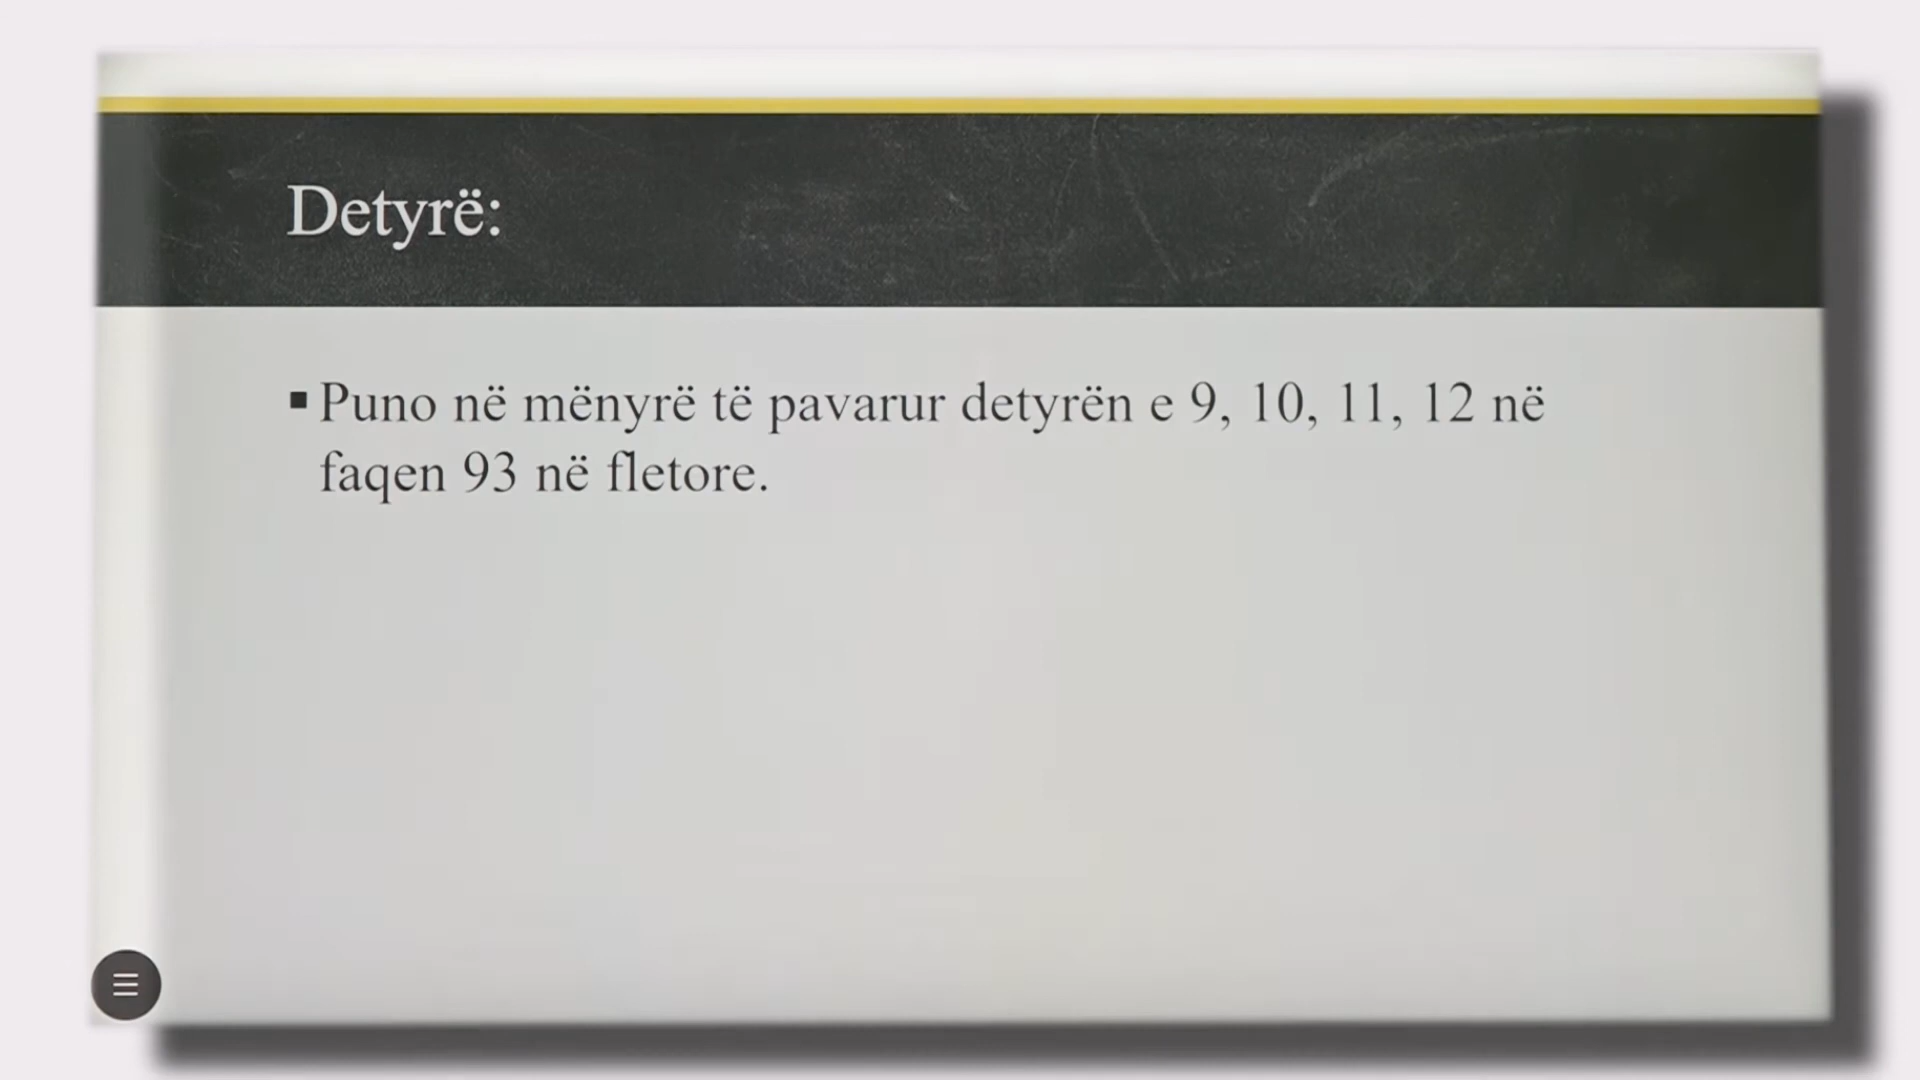 Detyrë:
▪ Puno në mënyrë të pavarur detyrën e 9, 10, 11, 12 në
faqen 93 në fletore.